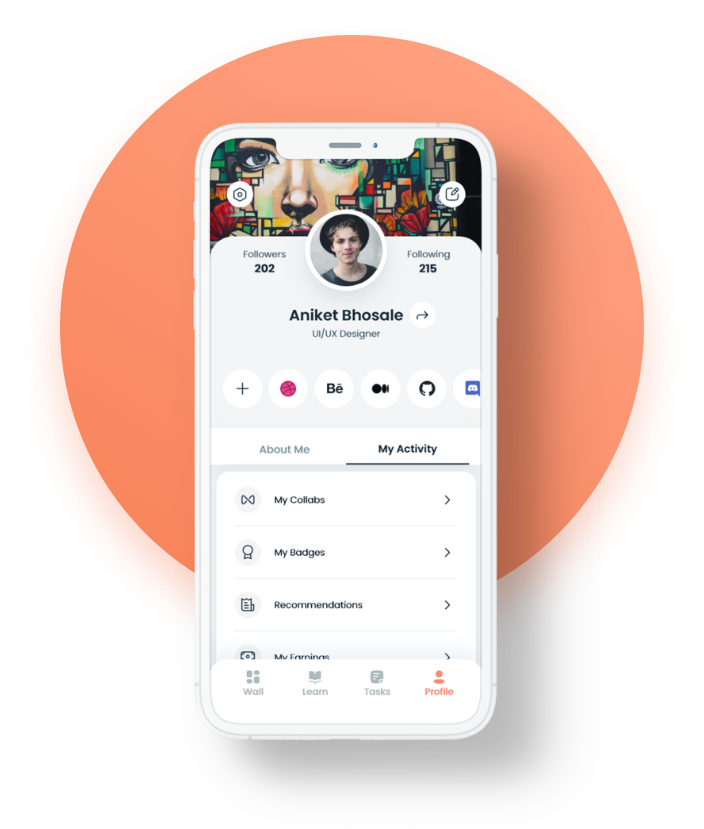 Followers
202
Following
215
Aniket Bhosale
UI/UX Designer
Bē
About Me
My Activity
My Collabs
My Badges
Recommendations
My Earnings
Wall
Learn
Tasks
Profile